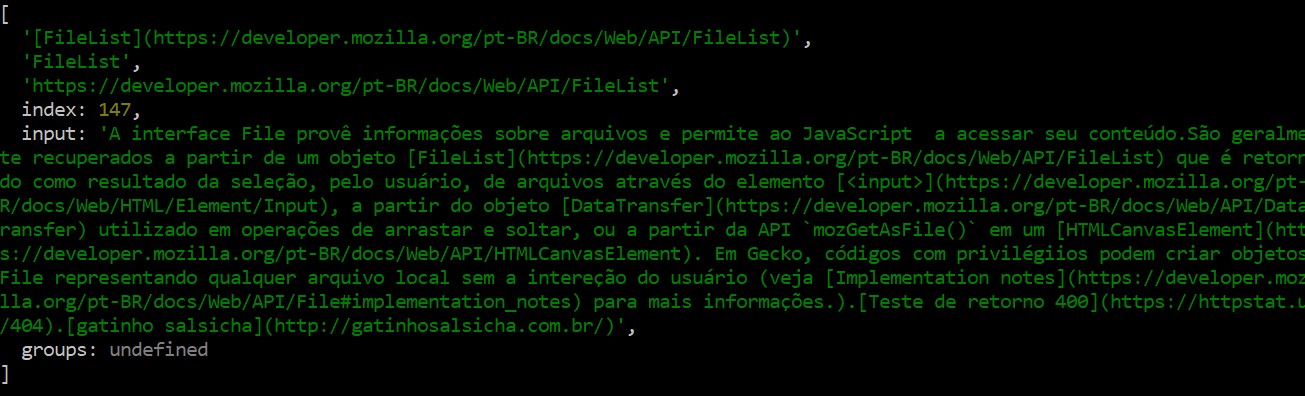 [
'[FileList](https://developer.mozilla.org/pt-BR/docs/Web/API/FileList)',
'FileList',
'https://developer.mozilla.org/pt-BR/docs/Web/API/FileList',
index: 147,
input: 'A interface File provê informações sobre arquivos e permite ao JavaScript  a acessar seu conteúdo.São geralme
te recuperados a partir de um objeto [FileList](https://developer.mozilla.org/pt-BR/docs/Web/API/FileList) que é retorn
do como resultado da seleção, pelo usuário, de arquivos através do elemento [<input>](https://developer.mozilla.org/pt-
R/docs/Web/HTML/Element/Input), a partir do objeto [DataTransfer](https://developer.mozilla.org/pt-BR/docs/Web/API/Data
ransfer) utilizado em operações de arrastar e soltar, ou a partir da API `mozGetAsFile()` em um [HTMLCanvasElement](htt
s://developer.mozilla.org/pt-BR/docs/Web/API/HTMLCanvasElement). Em Gecko, códigos com privilégiios podem criar objetos
File representando qualquer arquivo local sem a intereção do usuário (veja [Implementation notes](https://developer.moz
lla.org/pt-BR/docs/Web/API/File#implementation_notes) para mais informações.).[Teste de retorno 400](https://httpstat.u
/404).[gatinho salsicha](http://gatinhosalsicha.com.br/)',
groups: undefined
]